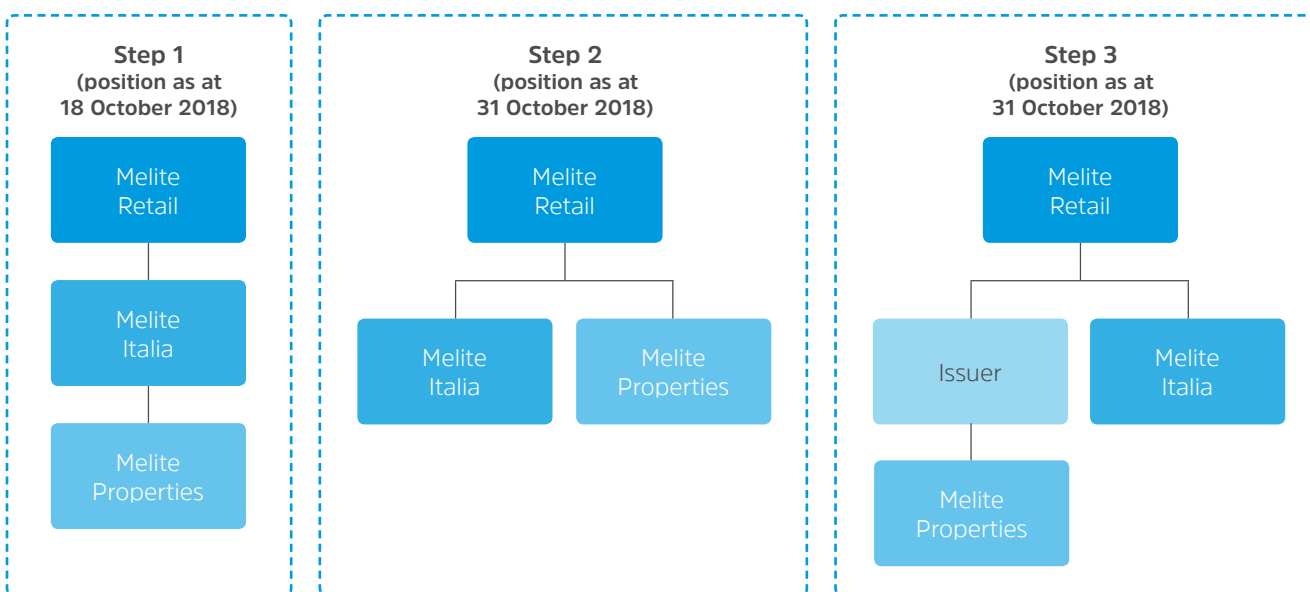 Step 1
(position as at
18 October 2018)
Melite
Retail
Melite
Italia
Melite
Properties
Step 2
(position as at
31 October 2018)
Melite
Retail
Melite
Italia
Melite
Properties
Step 3
(position as at
31 October 2018)
Melite
Retail
Issuer
Melite
Italia
Melite
Properties